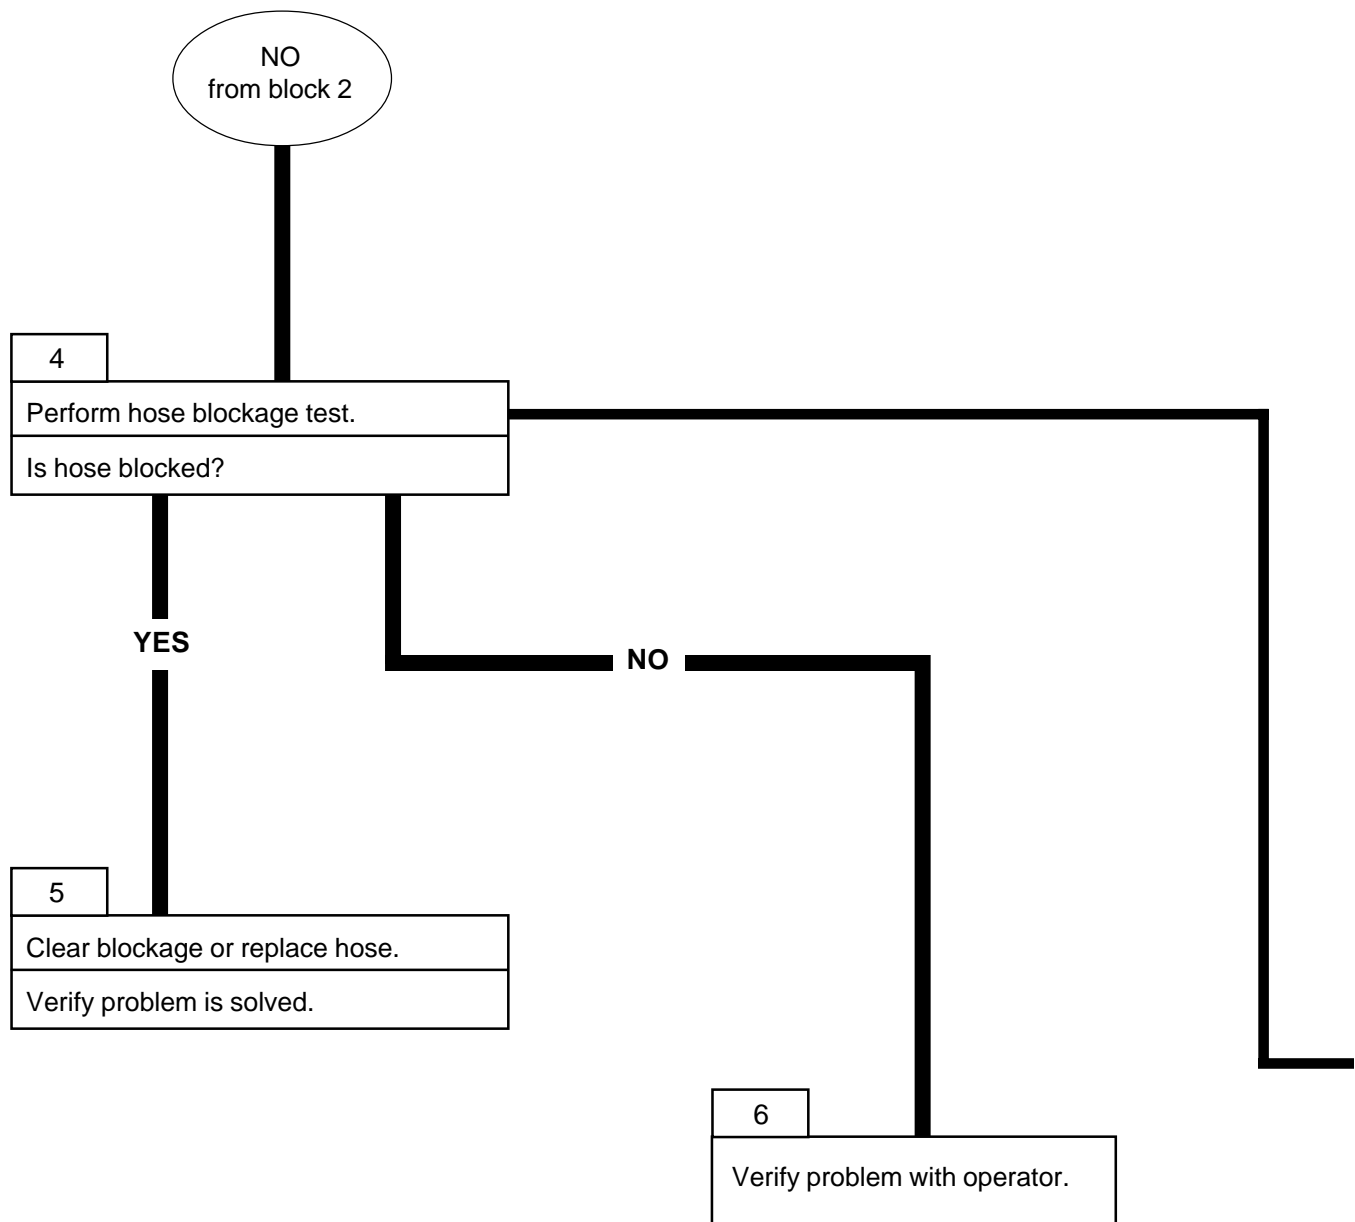 NO
from block 2
4
Perform hose blockage test.
Is hose blocked?
YES
NO
5
Clear blockage or replace hose.
Verify problem is solved.
6
Verify problem with operator.